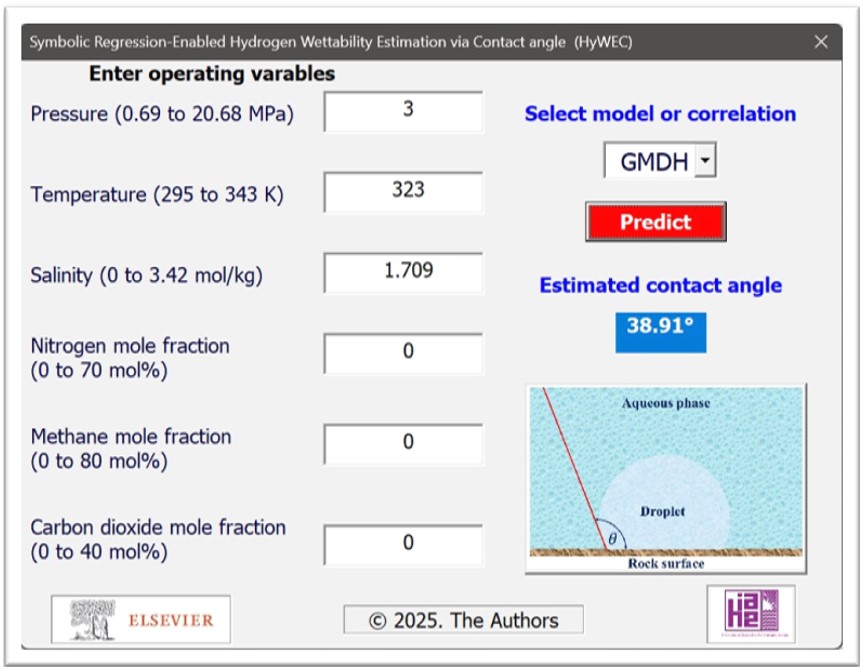 Symbolic Regression-Enabled Hydrogen Wettability Estimation via Contact angle (HyWEC)
Enter operating varables
Pressure (0.69 to 20.68 MPa)
3
Temperature (295 to 343 K)
323
Salinity (0 to 3.42 mol/kg)
1.709
Nitrogen mole fraction
(0 to 70 mol%)
0
Methane mole fraction
(0 to 80 mol%)
0
Carbon dioxide mole fraction
(0 to 40 mol%)
0
Select model or correlation
GMDH
Predict
Estimated contact angle
38.91°
Aqueous phase
Droplet
θ
Rock surface
ELSEVIER
© 2025. The Authors